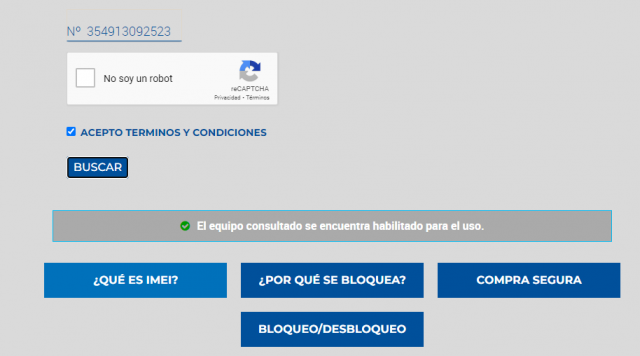 Nº 354913092523
No soy un robot
reCAPTCHA
Privacidad - Términos
ACEPTO TERMINOS Y CONDICIONES
BUSCAR
El equipo consultado se encuentra habilitado para el uso.
¿QUÉ ES IMEI?
¿POR QUÉ SE BLOQUEA?
COMPRA SEGURA
BLOQUEO/DESBLOQUEO